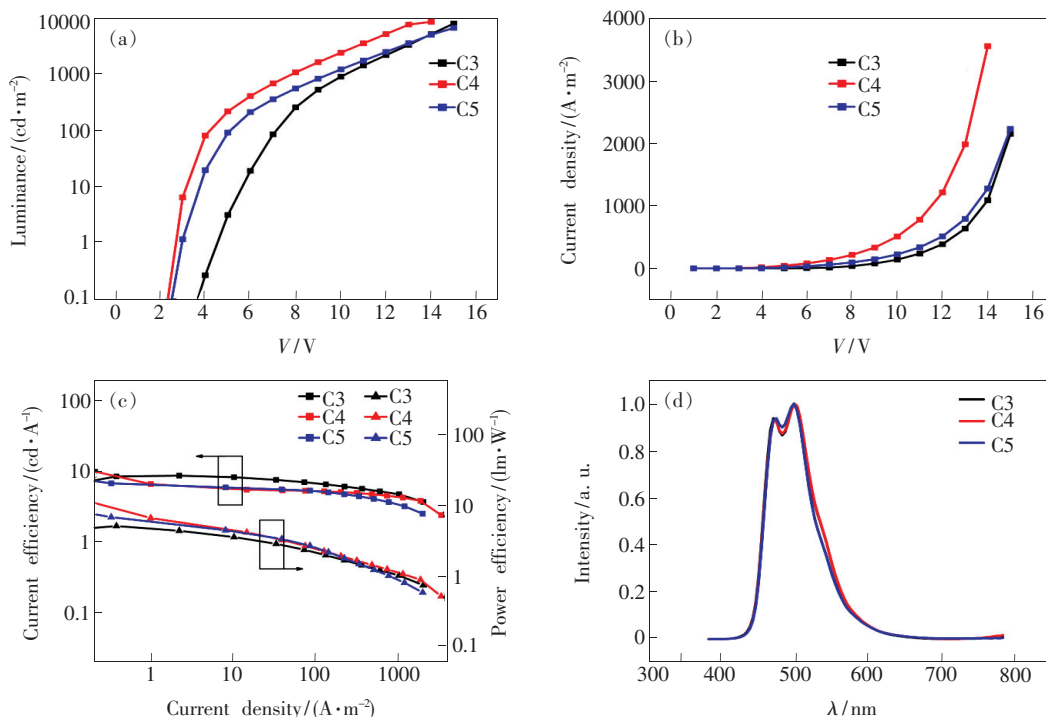 (a)
Luminance/(cd·m⁻²)
10000
1000
100
10
1
0.1
C3
C4
C5
0 2 4 6 8 10 12 14 16
V/V
(b)
Current density/(A·m⁻²)
4000
3000
2000
1000
0
C3
C4
C5
0 2 4 6 8 10 12 14 16
V/V
(c)
Current efficiency/(cd·A⁻¹)
100
10
1
0.1
C3 C3
C4 C4
C5 C5
100
10
1
0.1
Power efficiency/(lm·W⁻¹)
1 10 100 1000
Current density/(A·m⁻²)
(d)
Intensity/a. u.
1.0
0.8
0.6
0.4
0.2
0
C3
C4
C5
300 400 500 600 700 800
λ/nm